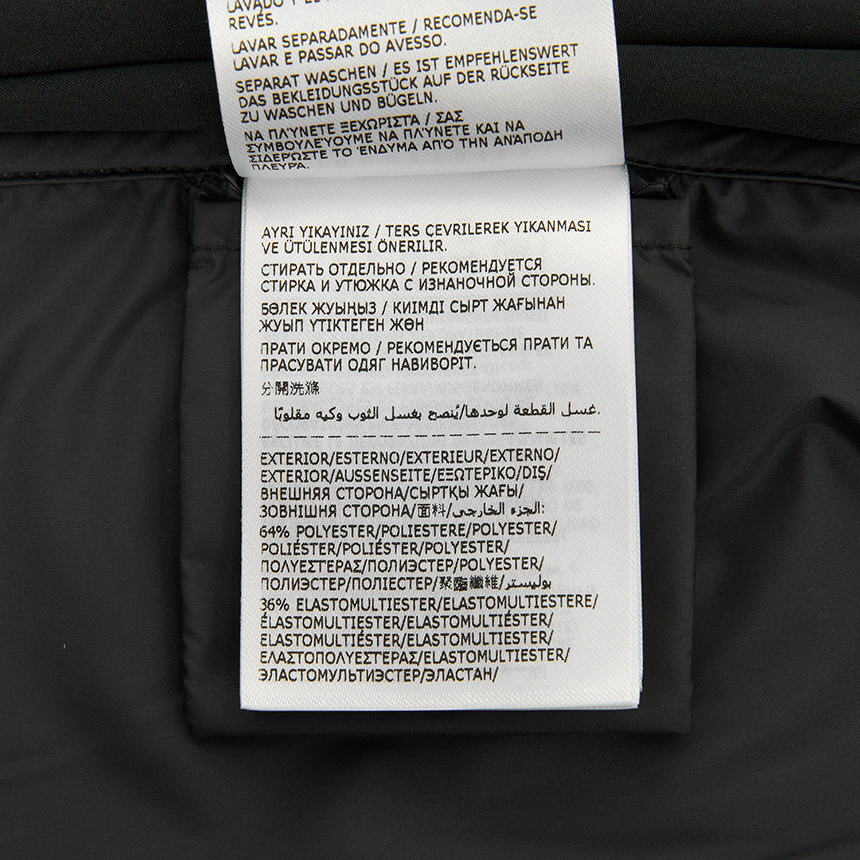 LAVADO Y
REVÉS.
LAVAR SEPARADAMENTE / RECOMENDA-SE
LAVAR E PASSAR DO AVESSO.
SEPARAT WASCHEN / ES IST EMPFEHLENSWERT
DAS BEKLEIDUNGSSTÜCK AUF DER RÜCKSEITE
ZU WASCHEN UND BÜGELN.
ΝΑ ΠΛΥΝΕΤΕ ΞΕΧΩΡΙΣΤΑ / ΣΑΣ
ΣΥΜΒΟΥΛΕΥΟΥΜΕ ΝΑ ΠΛΥΝΕΤΕ ΚΑΙ ΝΑ
ΣΙΔΕΡΩΣΤΕ ΤΟ ΈΝΔΥΜΑ ΑΠΌ ΤΗΝ ΑΝΆΠΟΔΗ
ΠΛΕΥΡΑ.
AYRI YIKAYINIZ / TERS ÇEVRILEREK YIKANMASI
VE ÜTÜLENMESI ÖNERILIR.
СТИРАТЬ ОТДЕЛЬНО / РЕКОМЕНДУЕТСЯ
СТИРКА И УТЮЖКА С ИЗНАНОЧНОЙ СТОРОНЫ.
БӨЛЕК ЖУЫҢЫЗ / КИІМДІ СЫРТ ЖАҒЫНАН
ЖУЫП ҮТІКТЕГЕН ЖӨН
ПРАТИ ОКРЕМО / РЕКОМЕНДУЄТЬСЯ ПРАТИ ТА
ПРАСУВАТИ ОДЯГ НАВИВОРІТ.
分開洗滌
غسل القطعة لوحدها/يُنصح بغسل الثوب وكيه مقلوبًا.
EXTERIOR/ESTERNO/EXTERIEUR/EXTERNO/
EXTERIOR/AUSSENSEITE/ΕΞΩΤΕΡΙΚΟ/DIŞ/
ВНЕШНЯЯ СТОРОНА/СЫРТҚЫ ЖАҒЫ/
ЗОВНІШНЯ СТОРОНА/面料/الجزء الخارجى:
64% POLYESTER/POLIESTERE/POLYESTER/
POLIÉSTER/POLIÉSTER/POLYESTER/
ΠΟΛΥΕΣΤΕΡΑΣ/POLYESTER/ПОЛИЭСТЕР/
ПОЛИЭСТЕР/ПОЛІЕСТЕР/聚酯纖維/بوليستر/
36% ELASTOMULTIESTER/ELASTOMULTIESTERE/
ÉLASTOMULTIESTER/ELASTOMULTIÉSTER/
ELASTOMULTIÉSTER/ELASTOMULTIESTER/
ΕΛΑΣΤΟΠΟΛΥΕΣΤΕΡΑΣ/ELASTOMULTIESTER/
ЭЛАСТОМУЛЬТИЭСТЕР/ЭЛАСТАН/